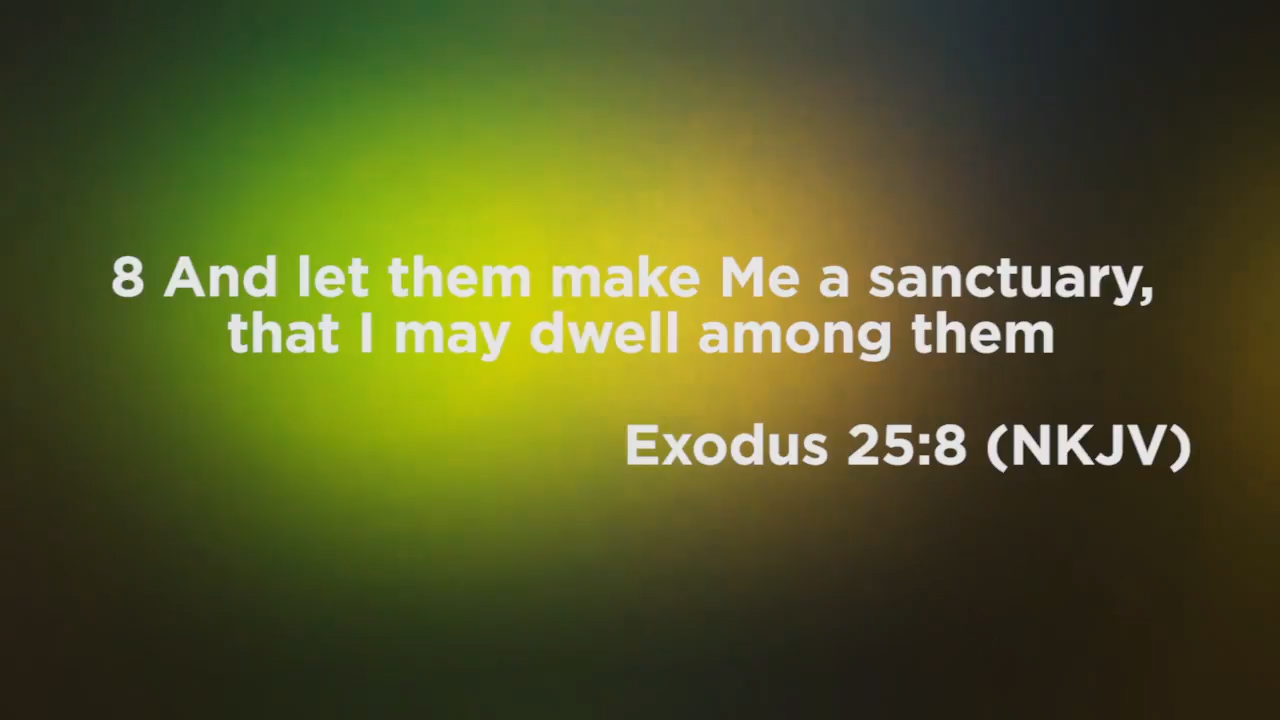 8 And let them make Me a sanctuary,
that I may dwell among them
Exodus 25:8 (NKJV)